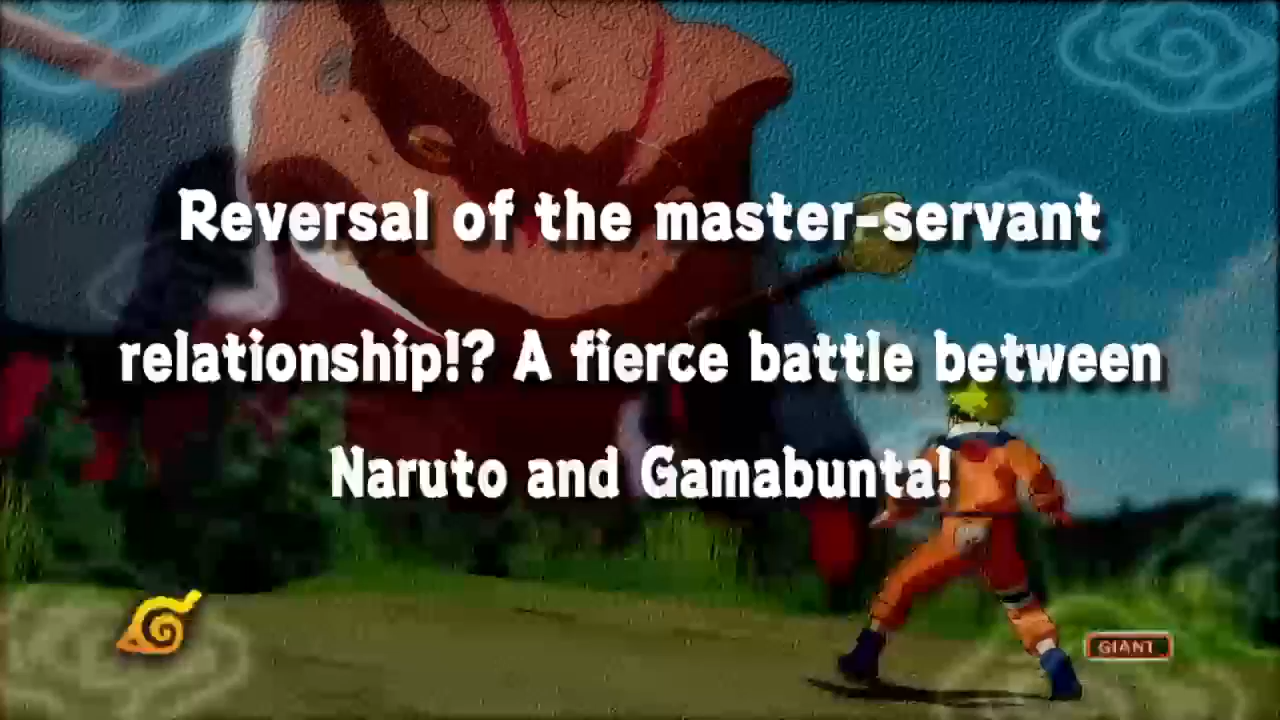 Reversal of the master-servant
relationship!? A fierce battle between
Naruto and Gamabunta!
GIANT